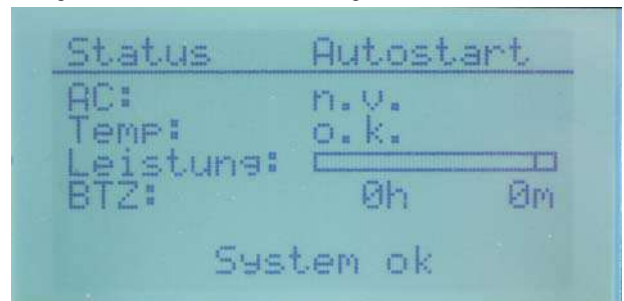 Status Autostart
AC: n.v.
Temp: o.k.
Leistung:
BTZ: 0h 0m
System ok